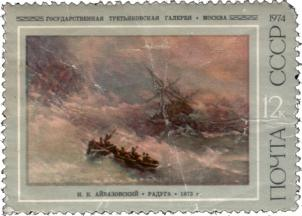 ГОСУДАРСТВЕННАЯ ТРЕТЬЯКОВСКАЯ ГАЛЕРЕЯ • МОСКВА
1974
ПОЧТА СССР
12к
И. К. АЙВАЗОВСКИЙ • РАДУГА • 1873 г